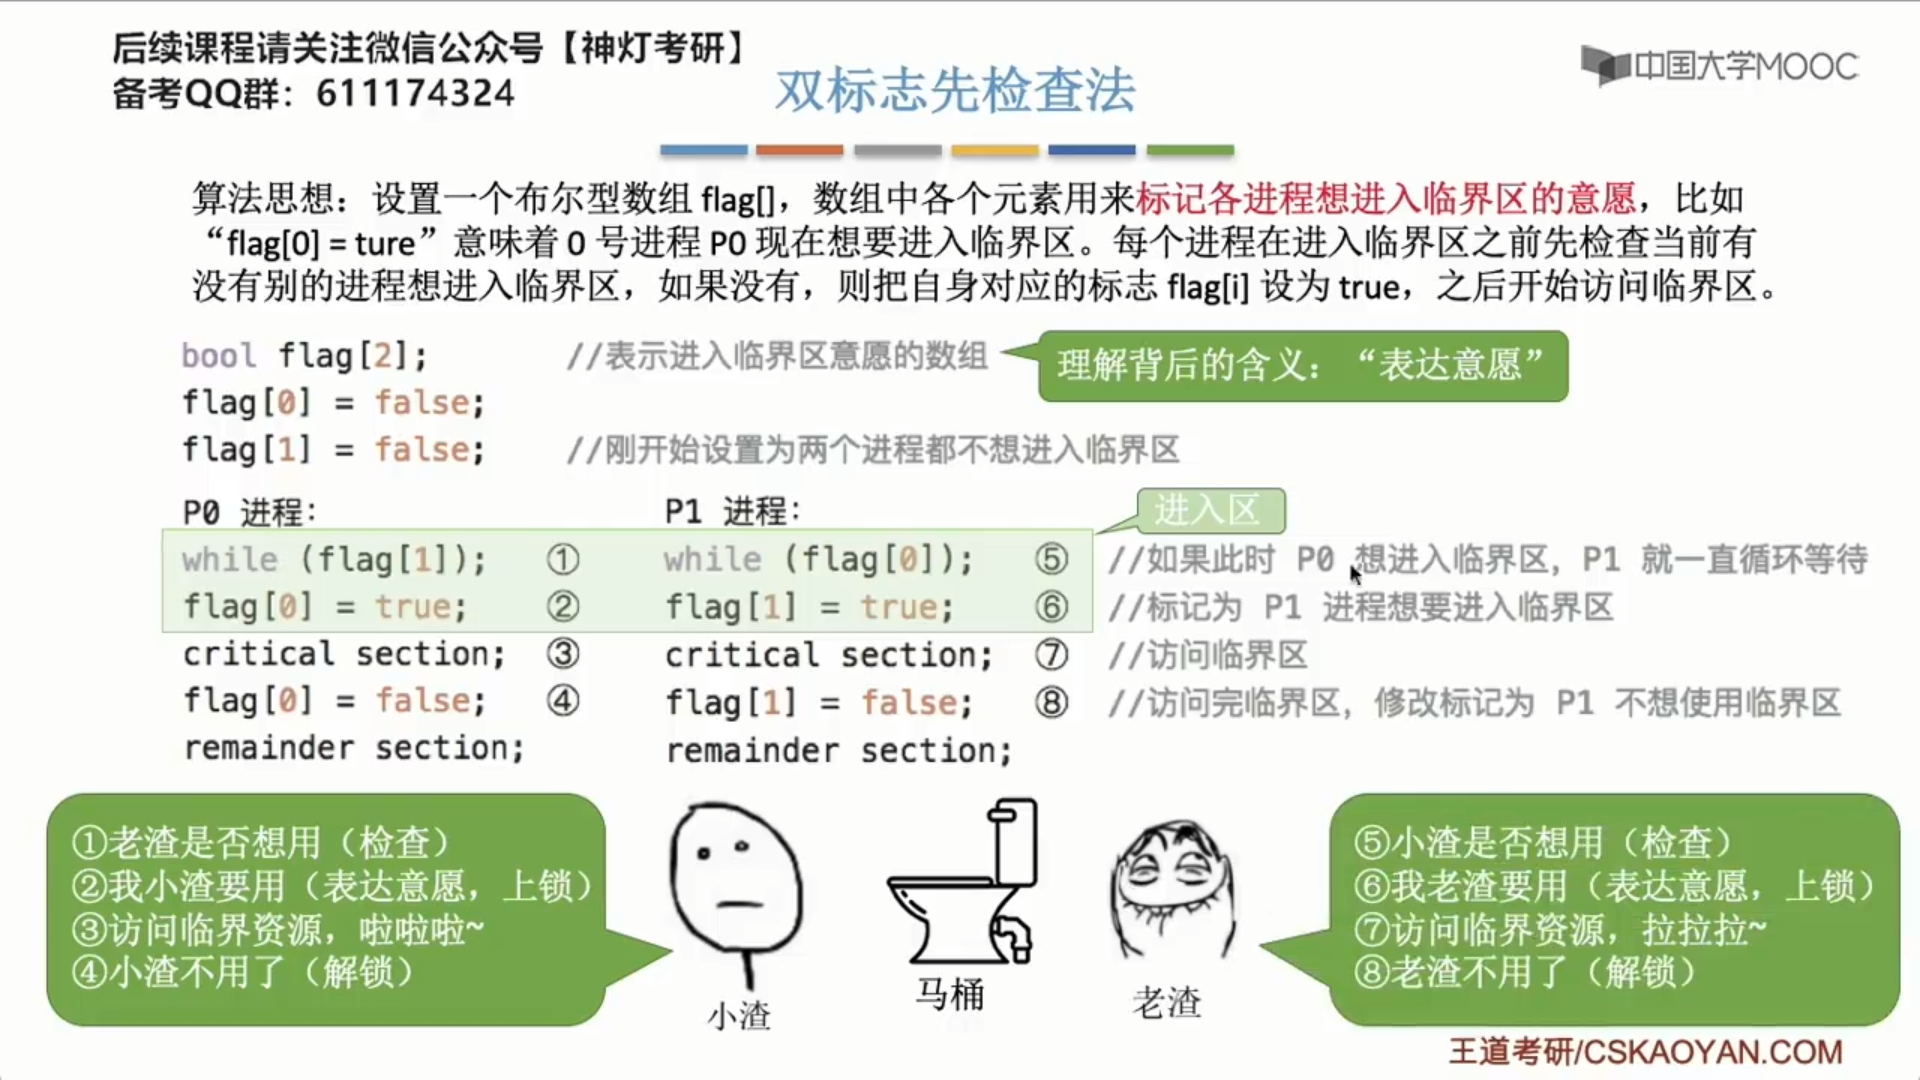 后续课程请关注微信公众号【神灯考研】
备考QQ群：611174324
中国大学MOOC
双标志先检查法
算法思想：设置一个布尔型数组 flag[]，数组中各个元素用来标记各进程想进入临界区的意愿，比如
“flag[0] = ture”意味着 0 号进程 P0 现在想要进入临界区。每个进程在进入临界区之前先检查当前有
没有别的进程想进入临界区，如果没有，则把自身对应的标志 flag[i] 设为 true，之后开始访问临界区。
bool flag[2]; //表示进入临界区意愿的数组
理解背后的含义：“表达意愿”
flag[0] = false;
flag[1] = false; //刚开始设置为两个进程都不想进入临界区
P0 进程： P1 进程：
进入区
while (flag[1]); ① while (flag[0]); ⑤ //如果此时 P0 想进入临界区，P1 就一直循环等待
flag[0] = true; ② flag[1] = true; ⑥ //标记为 P1 进程想要进入临界区
critical section; ③ critical section; ⑦ //访问临界区
flag[0] = false; ④ flag[1] = false; ⑧ //访问完临界区，修改标记为 P1 不想使用临界区
remainder section; remainder section;
①老渣是否想用（检查）
②我小渣要用（表达意愿，上锁）
③访问临界资源，啦啦啦~
④小渣不用了（解锁）
小渣
马桶
老渣
⑤小渣是否想用（检查）
⑥我老渣要用（表达意愿，上锁）
⑦访问临界资源，拉拉拉~
⑧老渣不用了（解锁）
王道考研/CSKAOYAN.COM